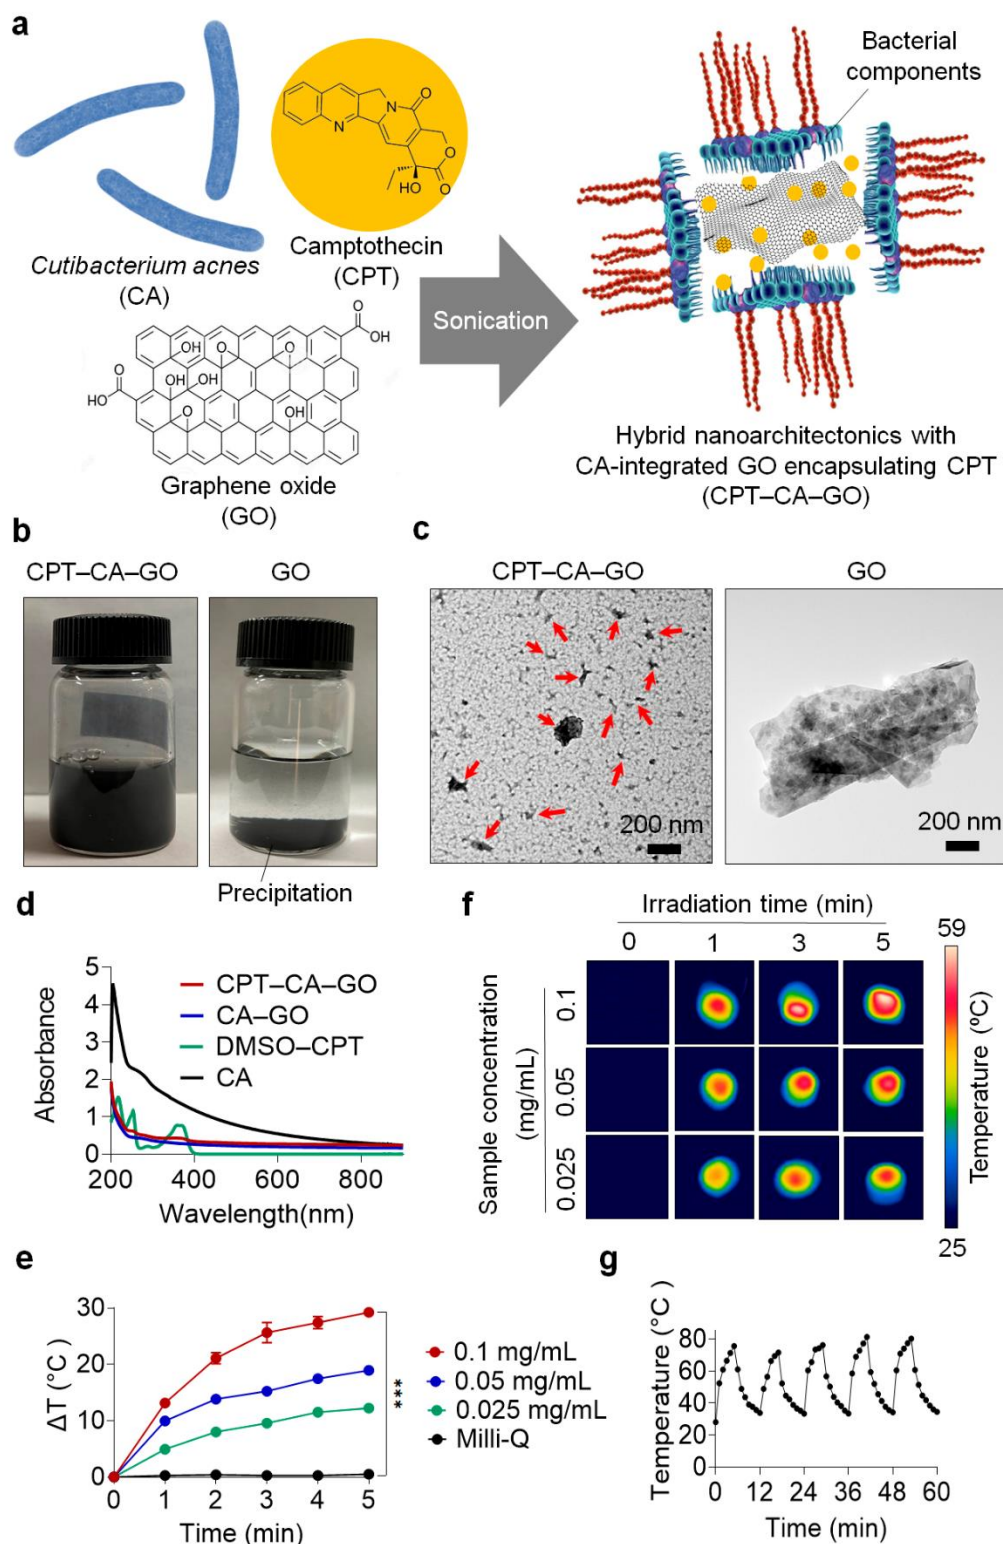 a
Bacterial
components
N
N
O
O
O
HO
Cutibacterium acnes
(CA)
Camptothecin
(CPT)
Sonication
O
OH
OH
O
O
OH
OH
O
HO
O
OH
Graphene oxide
(GO)
Hybrid nanoarchitectonics with
CA-integrated GO encapsulating CPT
(CPT–CA–GO)
b
CPT–CA–GO
GO
Precipitation
c
CPT–CA–GO
GO
200 nm
200 nm
d
Absorbance
5
4
3
2
1
0
200 400 600 800
Wavelength(nm)
CPT–CA–GO
CA–GO
DMSO–CPT
CA
f
Irradiation time (min)
0 1 3 5
Sample concentration
(mg/mL)
0.1
0.05
0.025
59
Temperature (ºC)
25
e
ΔT (°C )
30
20
10
0
0 1 2 3 4 5
Time (min)
***
0.1 mg/mL
0.05 mg/mL
0.025 mg/mL
Milli-Q
g
Temperature (°C )
80
60
40
20
0 12 24 36 48 60
Time (min)